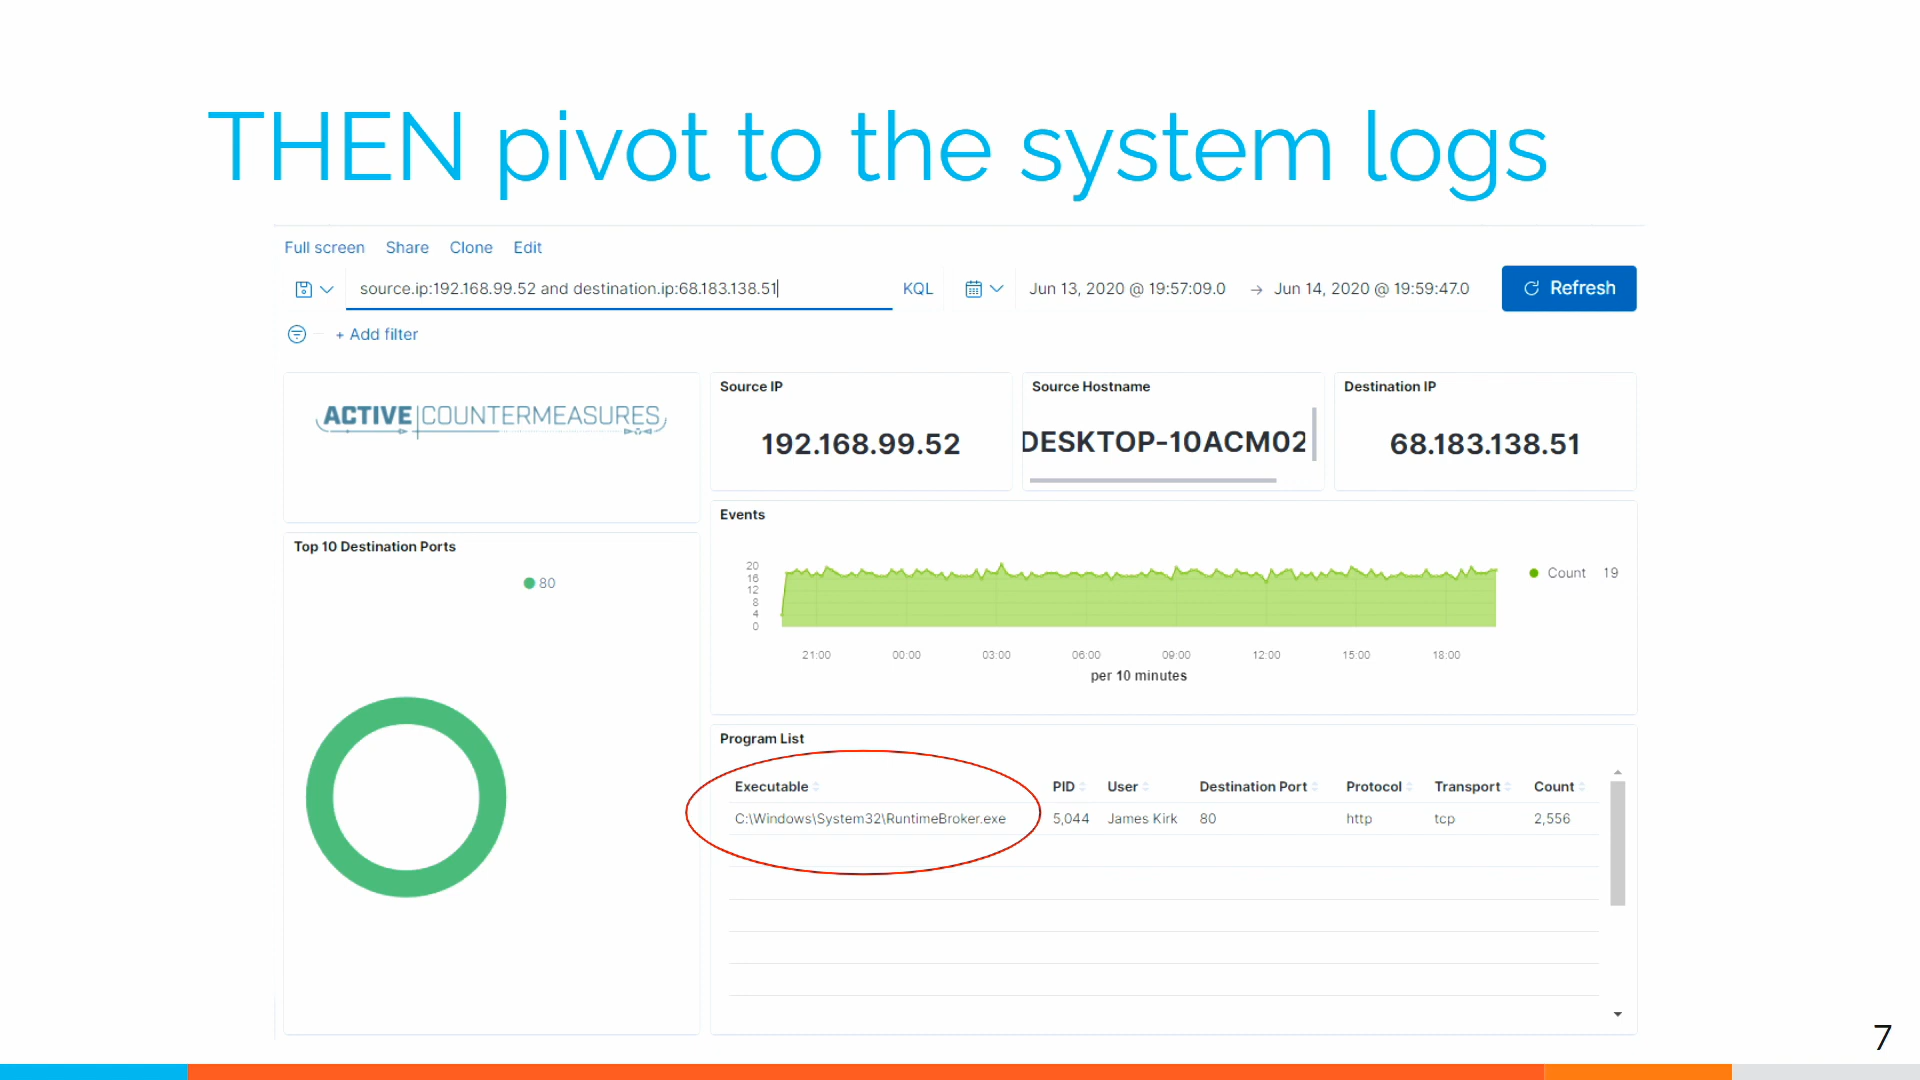 THEN pivot to the system logs
Full screen Share Clone Edit
source.ip:192.168.99.52 and destination.ip:68.183.138.51 KQL Jun 13, 2020 @ 19:57:09.0 → Jun 14, 2020 @ 19:59:47.0 Refresh
+ Add filter
ACTIVE COUNTERMEASURES
Source IP
192.168.99.52
Source Hostname
DESKTOP-10ACM02
Destination IP
68.183.138.51
Top 10 Destination Ports
80
Events
20
16
12
8
4
0
21:00 00:00 03:00 06:00 09:00 12:00 15:00 18:00
per 10 minutes
Count 19
Program List
Executable PID User Destination Port Protocol Transport Count
C:\Windows\System32\RuntimeBroker.exe 5,044 James Kirk 80 http tcp 2,556
7